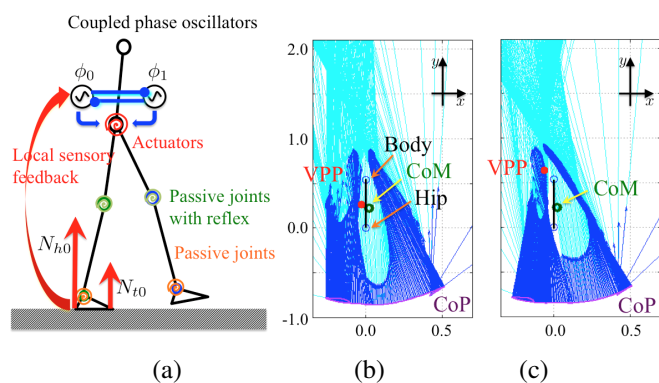 Coupled phase oscillators
ϕ0
ϕ1
Actuators
Local sensory
feedback
Passive joints
with reflex
Passive joints
Nh0
Nt0
(a)
2.0
1.0
0.0
-1.0
y
x
Body
VPP
CoM
Hip
CoP
0.0
0.5
(b)
y
x
VPP
CoM
CoP
0.0
0.5
(c)